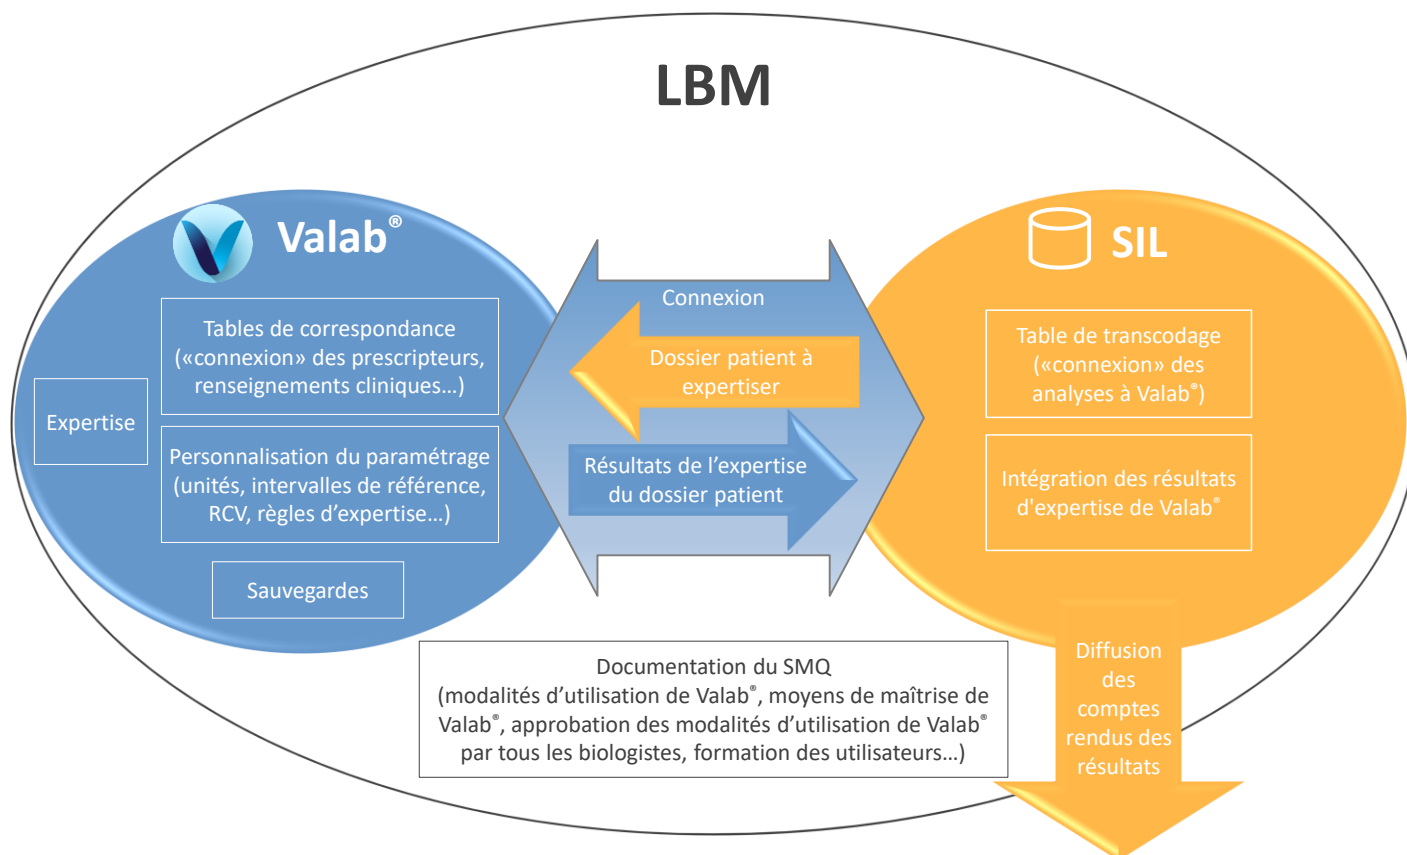 LBM
Valab®
Tables de correspondance
(«connexion» des prescripteurs,
renseignements cliniques…)
Expertise
Personnalisation du paramétrage
(unités, intervalles de référence,
RCV, règles d’expertise…)
Sauvegardes
Connexion
Dossier patient à
expertiser
Résultats de l’expertise
du dossier patient
SIL
Table de transcodage
(«connexion» des
analyses à Valab®)
Intégration des résultats
d'expertise de Valab®
Documentation du SMQ
(modalités d’utilisation de Valab®, moyens de maîtrise de
Valab®, approbation des modalités d’utilisation de Valab®
par tous les biologistes, formation des utilisateurs…)
Diffusion
des
comptes
rendus des
résultats